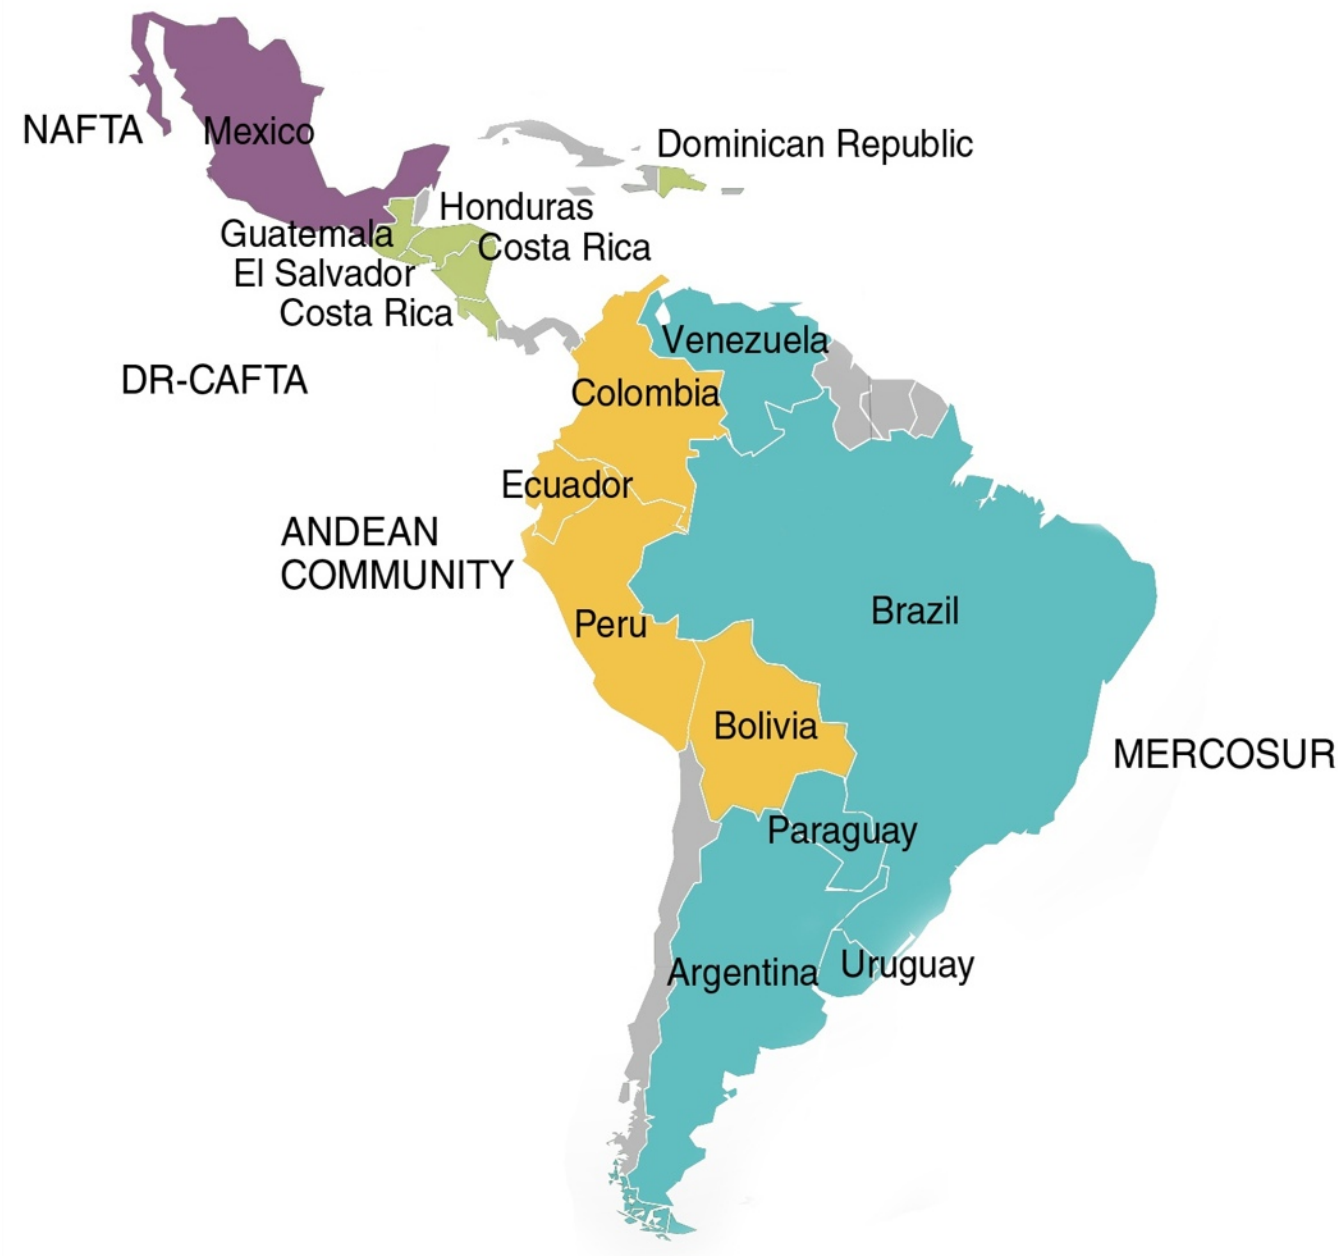 NAFTA
Mexico
Dominican Republic
Honduras
Guatemala
Costa Rica
El Salvador
Costa Rica
Venezuela
DR-CAFTA
Colombia
Ecuador
ANDEAN
COMMUNITY
Brazil
Peru
Bolivia
MERCOSUR
Paraguay
Argentina
Uruguay